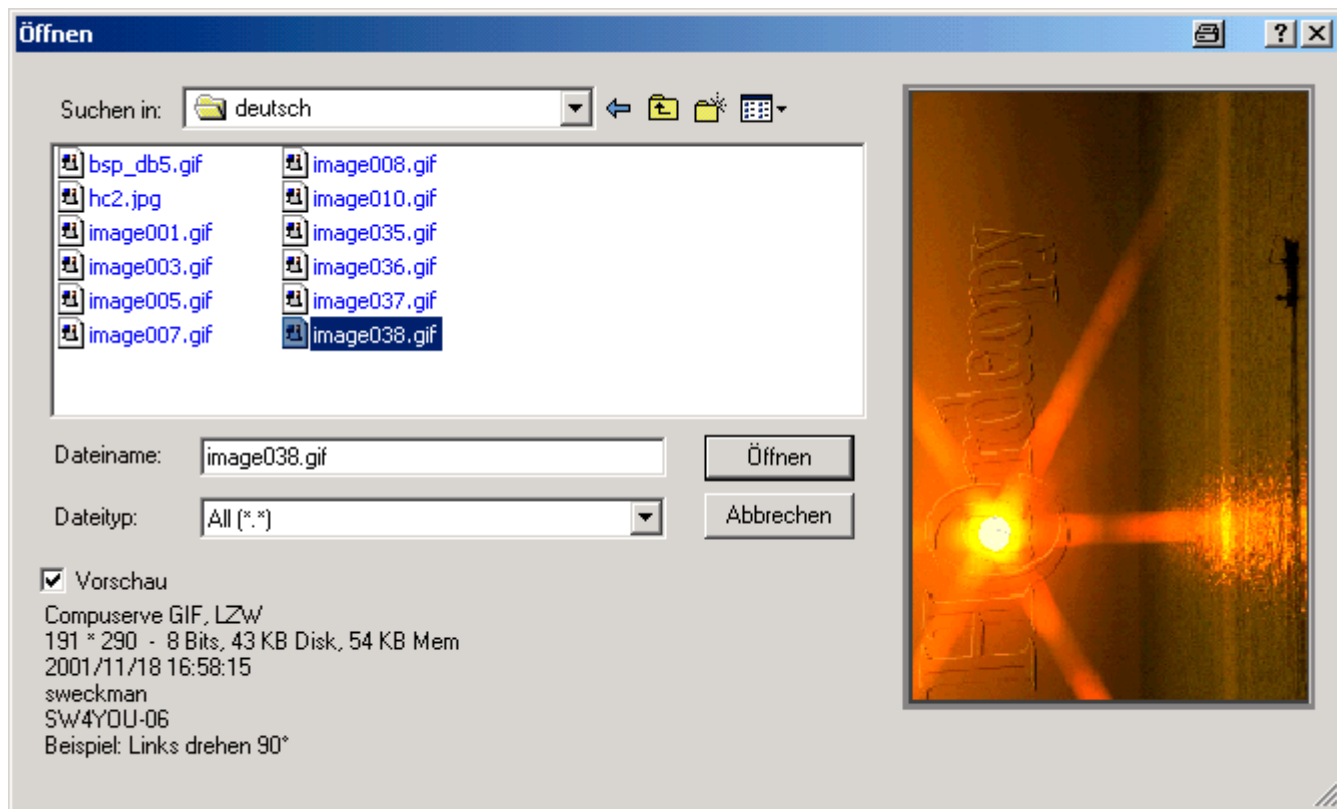 Öffnen
Suchen in: deutsch
bsp_db5.gif
hc2.jpg
image001.gif
image003.gif
image005.gif
image007.gif
image008.gif
image010.gif
image035.gif
image036.gif
image037.gif
image038.gif
Dateiname: image038.gif
Öffnen
Dateityp: All (*.*)
Abbrechen
Vorschau
Compuserve GIF, LZW
191 * 290 - 8 Bits, 43 KB Disk, 54 KB Mem
2001/11/18 16:58:15
sweckman
SW4YOU-06
Beispiel: Links drehen 90°